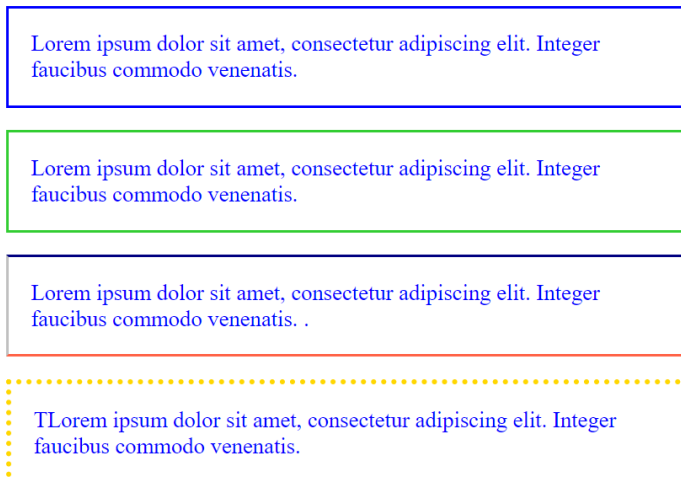 Lorem ipsum dolor sit amet, consectetur adipiscing elit. Integer
faucibus commodo venenatis.
Lorem ipsum dolor sit amet, consectetur adipiscing elit. Integer
faucibus commodo venenatis.
Lorem ipsum dolor sit amet, consectetur adipiscing elit. Integer
faucibus commodo venenatis. .
TLorem ipsum dolor sit amet, consectetur adipiscing elit. Integer
faucibus commodo venenatis.